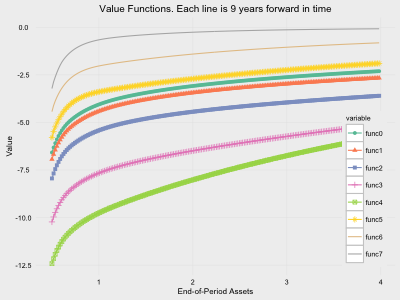 Value Functions. Each line is 9 years forward in time
0.0
-2.5
-5.0
-7.5
-10.0
-12.5
Value
1
2
3
4
End-of-Period Assets
variable
func0
func1
func2
func3
func4
func5
func6
func7